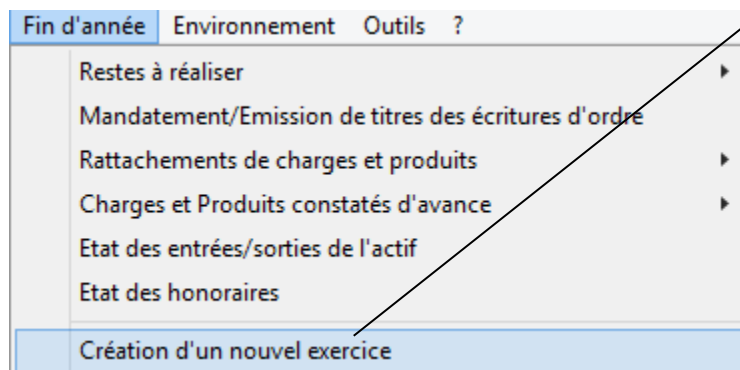 Fin d'année Environnement Outils ?
Restes à réaliser
Mandatement/Emission de titres des écritures d'ordre
Rattachements de charges et produits
Charges et Produits constatés d'avance
Etat des entrées/sorties de l'actif
Etat des honoraires
Création d'un nouvel exercice